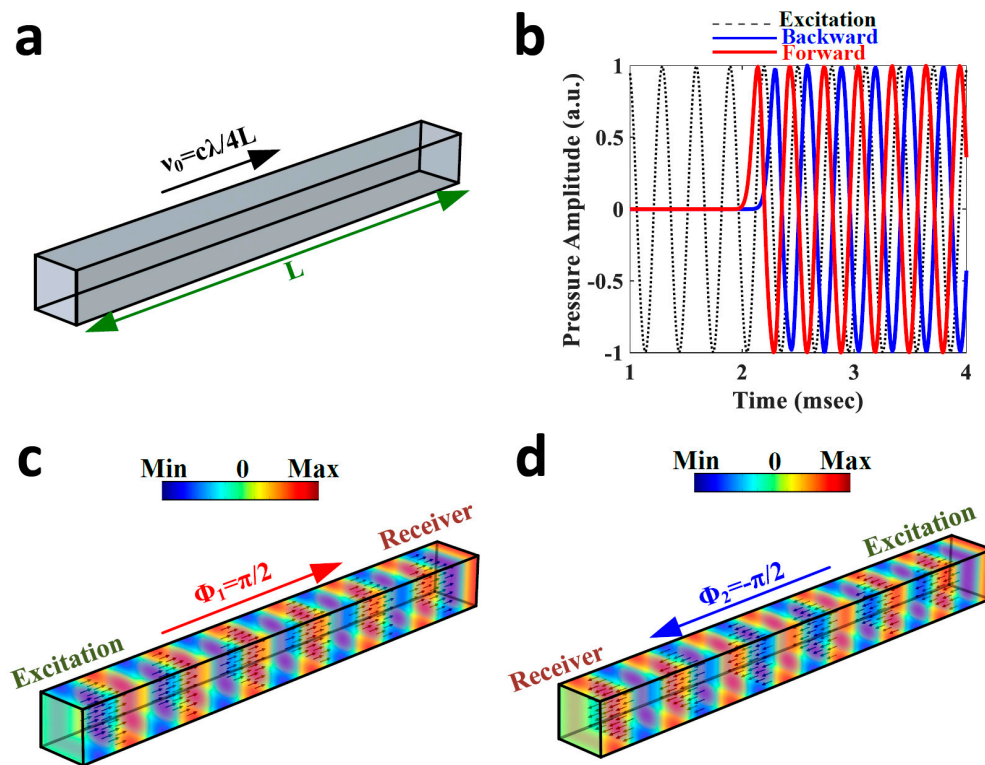 a
v₀=cλ/4L
L
b
Excitation
Backward
Forward
Pressure Amplitude (a.u.)
1
0.5
0
-0.5
-1
1
2
3
4
Time (msec)
c
Min 0 Max
Receiver
Φ₁=π/2
Excitation
d
Min 0 Max
Excitation
Φ₂=-π/2
Receiver